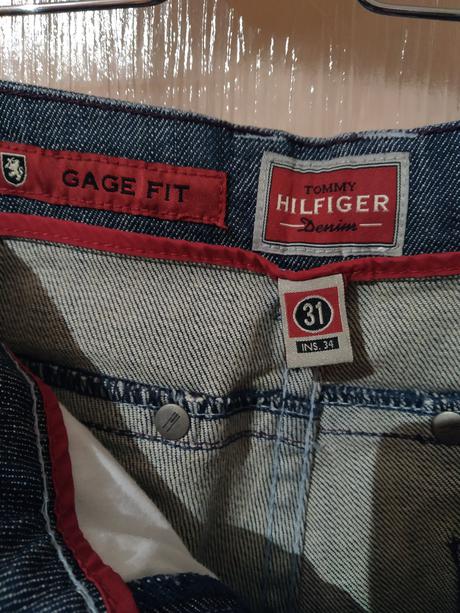 GAGE FIT
TOMMY
HILFIGER
Denim
31
INS. 34